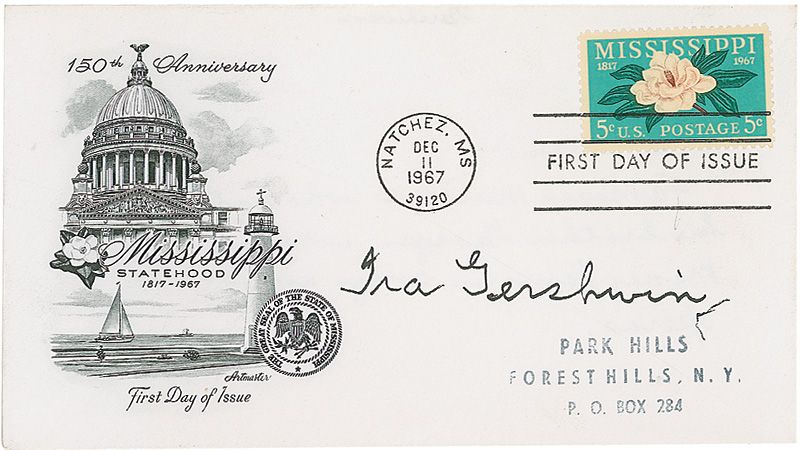 150th Anniversary
Mississippi
STATEHOOD
1817-1967
THE GREAT SEAL OF THE STATE OF MISSISSIPPI
Artmaster
First Day of Issue
NATCHEZ, MS
DEC
11
1967
39120
MISSISSIPPI
1817 1967
5c U.S. POSTAGE 5c
FIRST DAY OF ISSUE
Ira Gershwin
PARK HILLS
FOREST HILLS, N.Y.
P. O. BOX 284